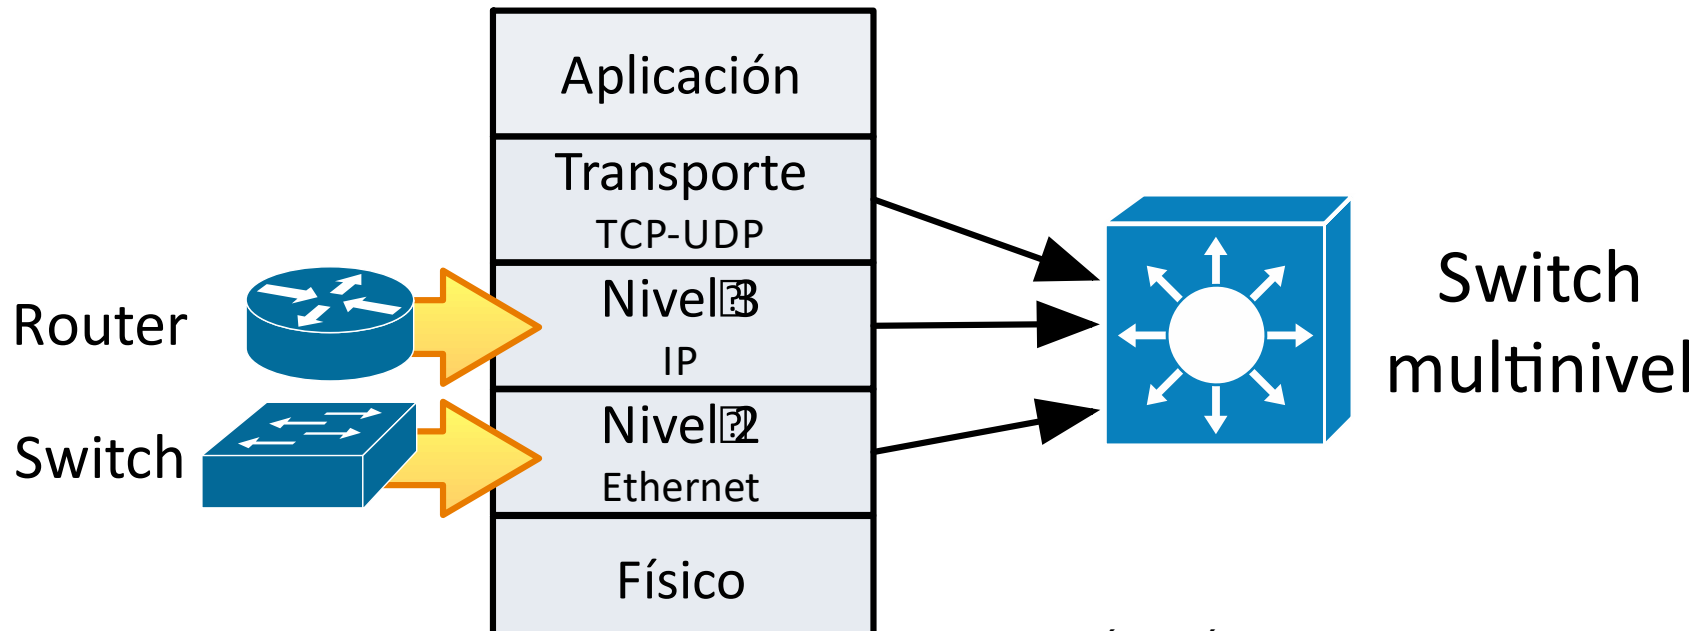 Aplicación
Transporte
TCP-UDP
Nivel 3
IP
Nivel 2
Ethernet
Físico
Router
Switch
Switch
multinivel